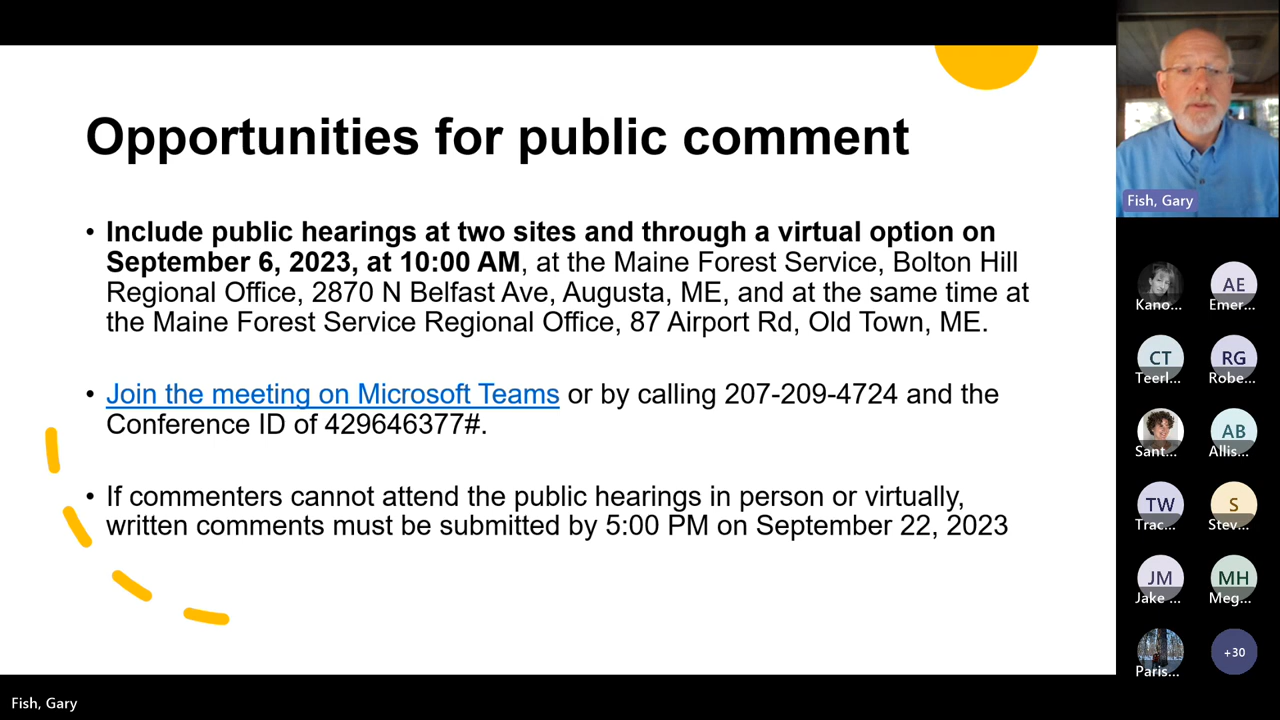 Opportunities for public comment
• Include public hearings at two sites and through a virtual option on
September 6, 2023, at 10:00 AM, at the Maine Forest Service, Bolton Hill
Regional Office, 2870 N Belfast Ave, Augusta, ME, and at the same time at
the Maine Forest Service Regional Office, 87 Airport Rd, Old Town, ME.
• Join the meeting on Microsoft Teams or by calling 207-209-4724 and the
Conference ID of 429646377#.
• If commenters cannot attend the public hearings in person or virtually,
written comments must be submitted by 5:00 PM on September 22, 2023
Fish, Gary
Kano...
AE
Emer...
CT
Teerl...
RG
Robe...
Sant...
AB
Allis...
TW
Trac...
S
Stev...
JM
Jake ...
MH
Meg...
Paris...
+30
Fish, Gary